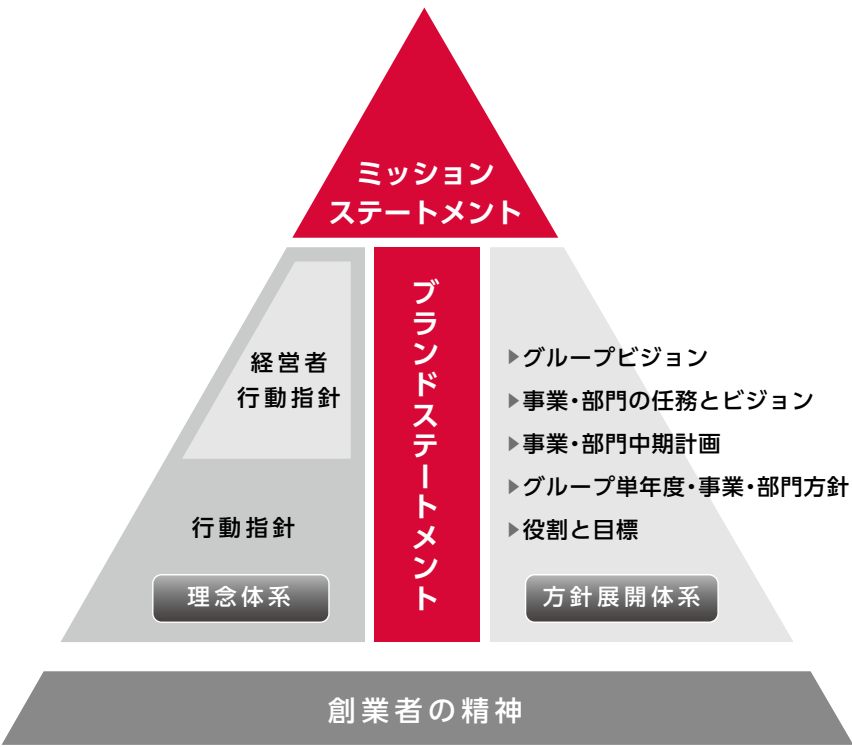 ミッション
ステートメント
ブランドステートメント
経営者
行動指針
行動指針
理念体系
▶グループビジョン
▶事業・部門の任務とビジョン
▶事業・部門中期計画
▶グループ単年度・事業・部門方針
▶役割と目標
方針展開体系
創業者の精神